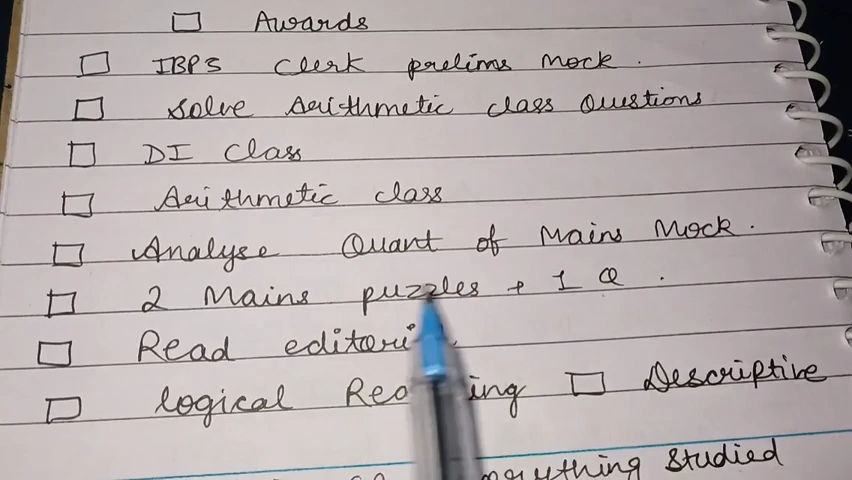 Awards
IBPS Clerk prelims Mock.
Solve Arithmetic class Questions
DI Class
Arithmetic class
Analyse Quant of Mains Mock.
2 Mains puzzles + 1 Q.
Read
logical Descriptive
studied